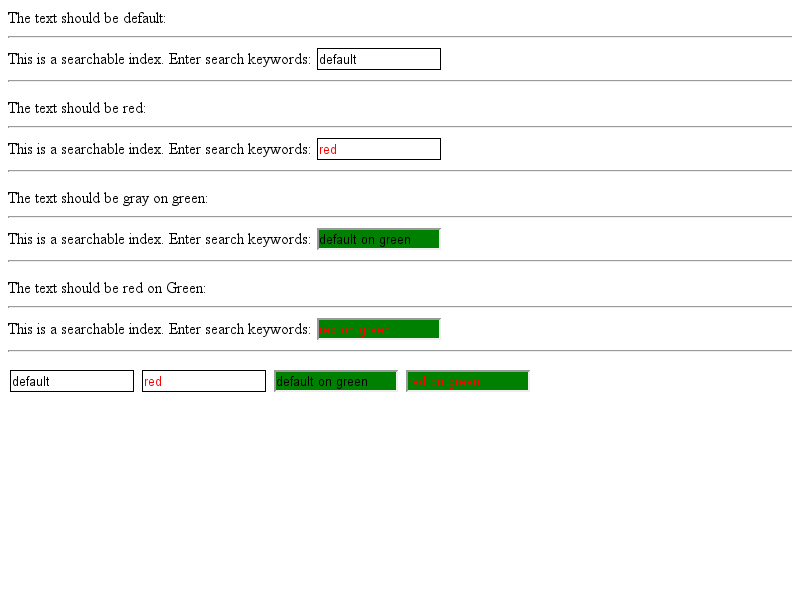 The text should be default:
This is a searchable index. Enter search keywords: default
The text should be red:
This is a searchable index. Enter search keywords: red
The text should be gray on green:
This is a searchable index. Enter search keywords: default on green
The text should be red on Green:
This is a searchable index. Enter search keywords: red on green
default red default on green red on green